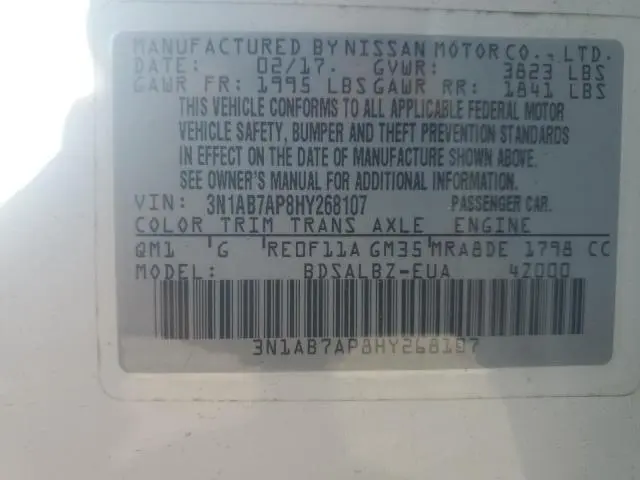 MANUFACTURED BY NISSAN MOTOR CO., LTD.
DATE: 02/17. GVWR: 3823 LBS
GAWR FR: 1995 LBS GAWR RR: 1841 LBS
THIS VEHICLE CONFORMS TO ALL APPLICABLE FEDERAL MOTOR
VEHICLE SAFETY, BUMPER AND THEFT PREVENTION STANDARDS
IN EFFECT ON THE DATE OF MANUFACTURE SHOWN ABOVE.
SEE OWNER'S MANUAL FOR ADDITIONAL INFORMATION.
VIN: 3N1AB7AP8HY268107 PASSENGER CAR.
COLOR TRIM TRANS AXLE ENGINE
QM1 G RE0F11A GM35 MRA8DE 1798 CC
MODEL: BDSALBZ-EUA 42000
3N1AB7AP8HY268107